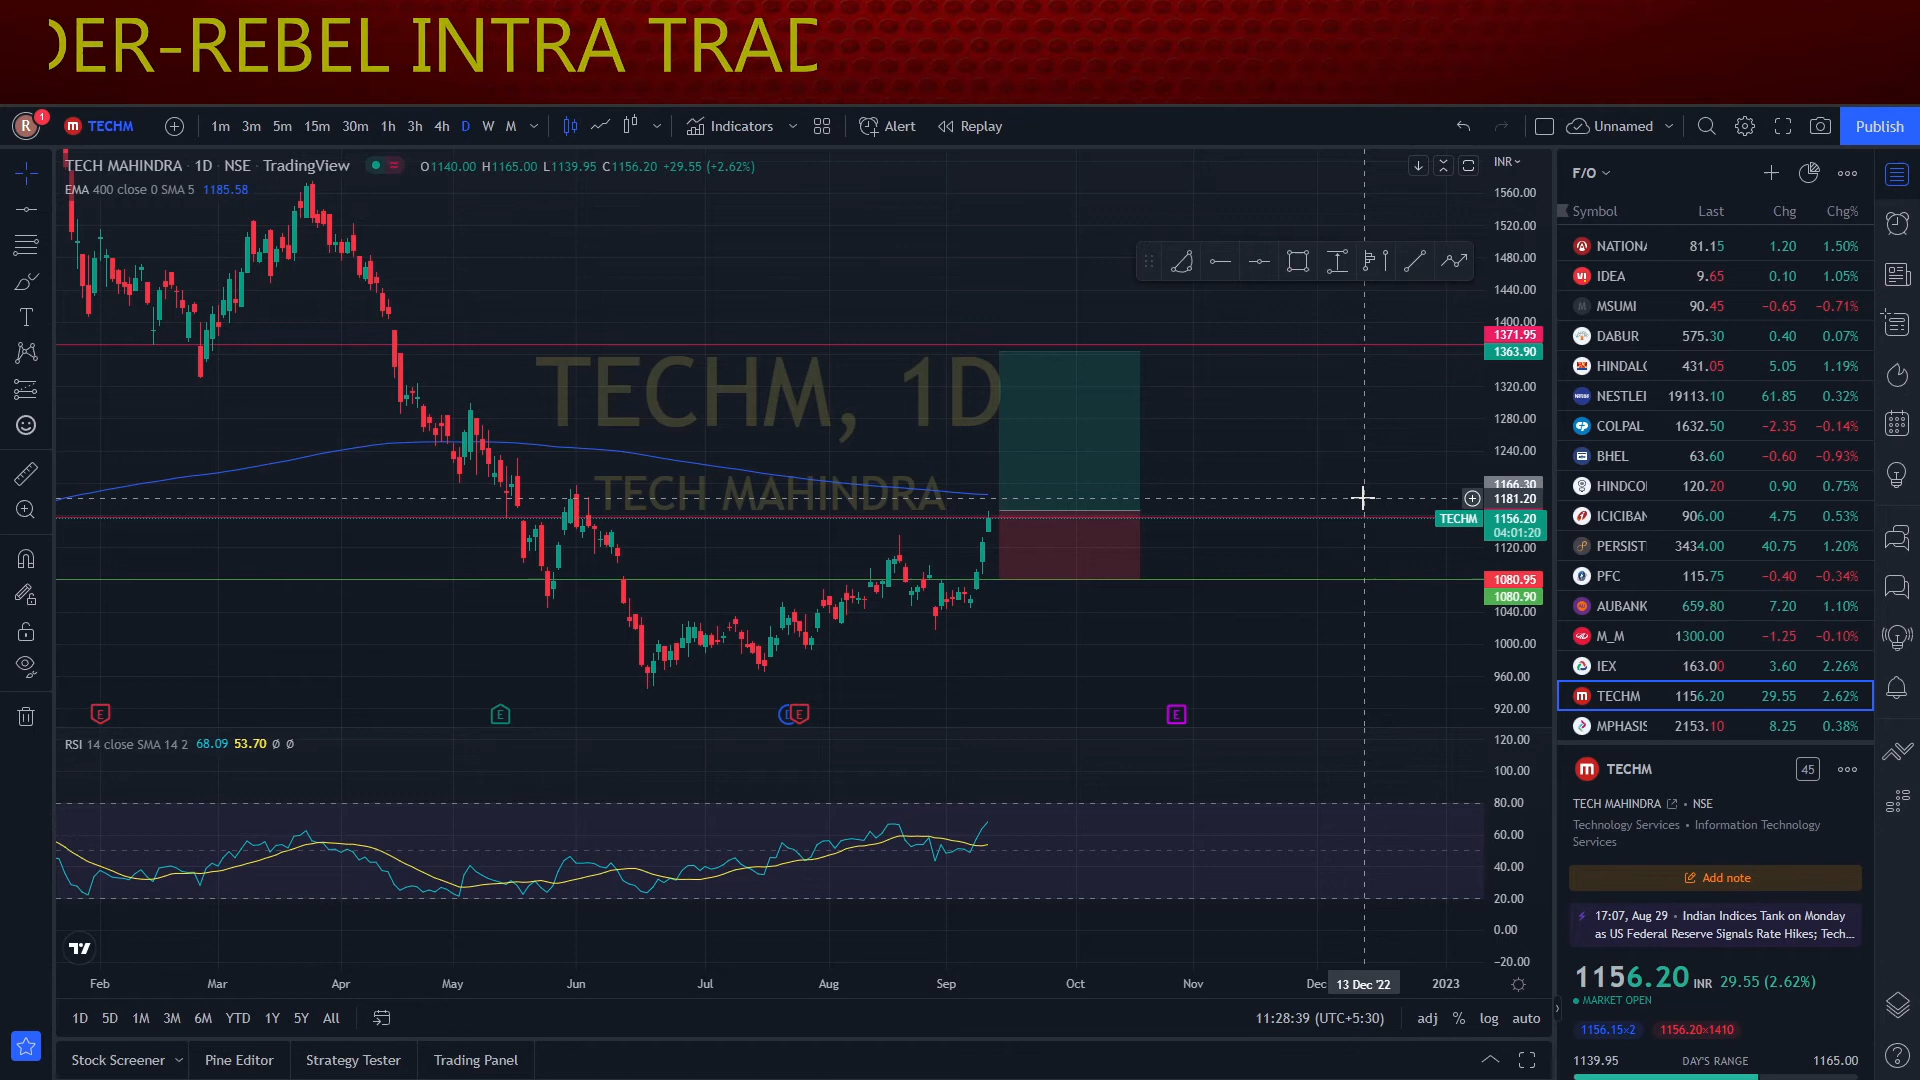 DER-REBEL INTRA TRAD
R 1 TECHM 1m 3m 5m 15m 30m 1h 3h 4h D W M Indicators Alert Replay Unnamed Publish
TECH MAHINDRA · 1D · NSE · TradingView O1140.00 H1165.00 L1139.95 C1156.20 +29.55 (+2.62%)
EMA 400 close 0 SMA 5 1185.58
INR
1560.00
1520.00
1480.00
1440.00
1400.00
1371.95
1363.90
1320.00
1280.00
1240.00
1166.30
1181.20
TECHM 1156.20
04:01:20
1120.00
1080.95
1080.90
1040.00
1000.00
960.00
920.00
TECHM, 1D
TECH MAHINDRA
E E E E
RSI 14 close SMA 14 2 68.09 53.70 Ø Ø
120.00
100.00
80.00
60.00
40.00
20.00
0.00
−20.00
Feb Mar Apr May Jun Jul Aug Sep Oct Nov Dec 13 Dec '22 2023
1D 5D 1M 3M 6M YTD 1Y 5Y All 11:28:39 (UTC+5:30) adj % log auto
Stock Screener Pine Editor Strategy Tester Trading Panel
F/O
Symbol Last Chg Chg%
NATIONA 81.15 1.20 1.50%
IDEA 9.65 0.10 1.05%
MSUMI 90.45 −0.65 −0.71%
DABUR 575.30 0.40 0.07%
HINDALC 431.05 5.05 1.19%
NESTLEI 19113.10 61.85 0.32%
COLPAL 1632.50 −2.35 −0.14%
BHEL 63.60 −0.60 −0.93%
HINDCO 120.20 0.90 0.75%
ICICIBAN 906.00 4.75 0.53%
PERSIST 3434.00 40.75 1.20%
PFC 115.75 −0.40 −0.34%
AUBANK 659.80 7.20 1.10%
M_M 1300.00 −1.25 −0.10%
IEX 163.00 3.60 2.26%
TECHM 1156.20 29.55 2.62%
MPHASIS 2153.10 8.25 0.38%
TECHM 45
TECH MAHINDRA • NSE
Technology Services • Information Technology
Services
Add note
17:07, Aug 29 • Indian Indices Tank on Monday
as US Federal Reserve Signals Rate Hikes; Tech...
1156.20 INR 29.55 (2.62%)
MARKET OPEN
1156.15×2 1156.20×1410
1139.95 DAY'S RANGE 1165.00